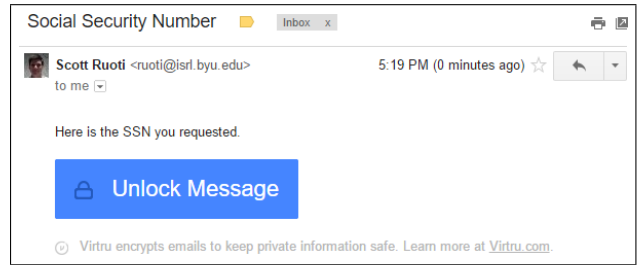 Social Security Number Inbox x
Scott Ruoti <ruoti@isrl.byu.edu> 5:19 PM (0 minutes ago)
to me
Here is the SSN you requested.
Unlock Message
Virtru encrypts emails to keep private information safe. Learn more at Virtru.com.